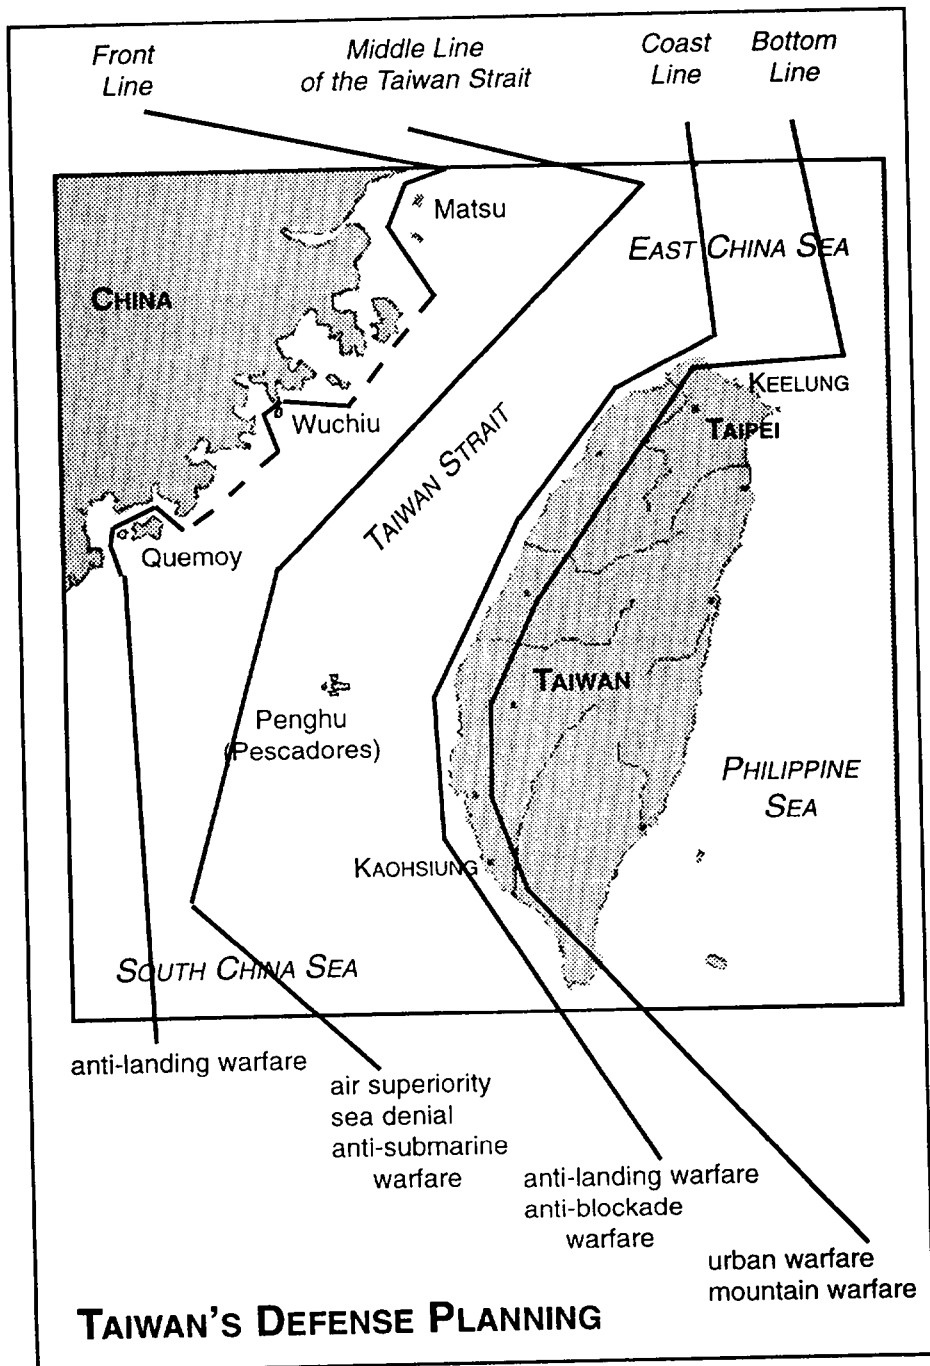 Front
Line
Middle Line
of the Taiwan Strait
Coast
Line
Bottom
Line
Matsu
EAST CHINA SEA
CHINA
KEELUNG
Wuchiu
TAIPEI
TAIWAN STRAIT
Quemoy
TAIWAN
Penghu
(Pescadores)
PHILIPPINE
SEA
KAOHSIUNG
SOUTH CHINA SEA
anti-landing warfare
air superiority
sea denial
anti-submarine
warfare
anti-landing warfare
anti-blockade
warfare
urban warfare
mountain warfare
TAIWAN'S DEFENSE PLANNING